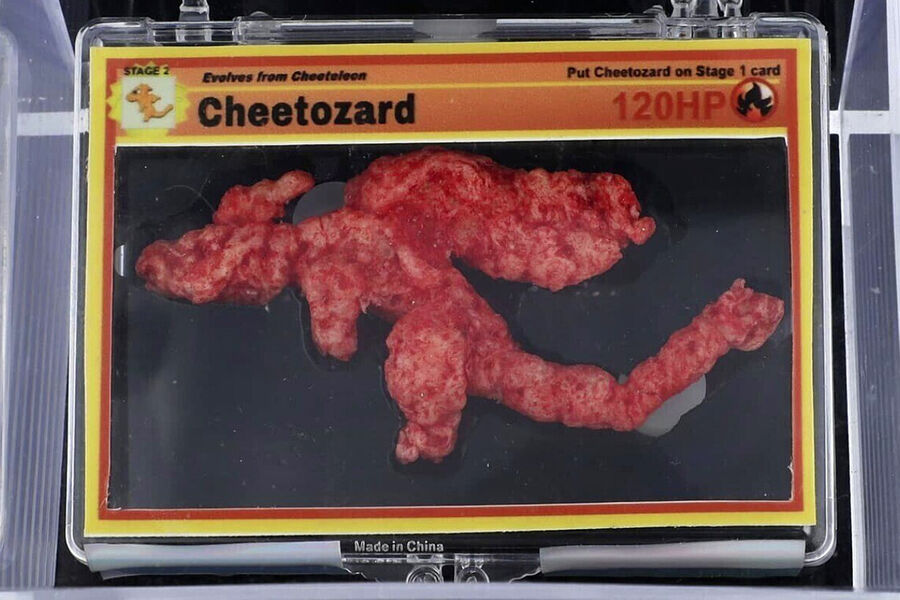 STAGE 2
Evolves from Cheeteleon
Put Cheetozard on Stage 1 card
Cheetozard
120HP
Made in China